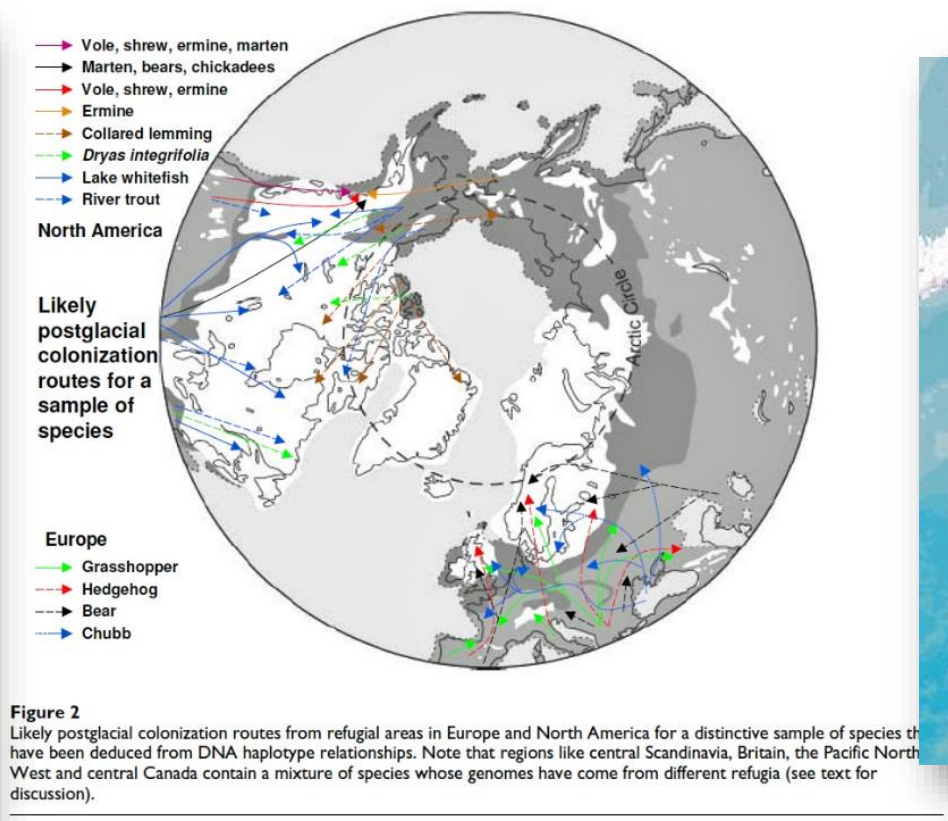 Vole, shrew, ermine, marten
Marten, bears, chickadees
Vole, shrew, ermine
Ermine
Collared lemming
Dryas integrifolia
Lake whitefish
River trout
North America
Likely
postglacial
colonization
routes for a
sample of
species
Arctic Circle
Europe
Grasshopper
Hedgehog
Bear
Chubb
Figure 2
Likely postglacial colonization routes from refugial areas in Europe and North America for a distinctive sample of species th
have been deduced from DNA haplotype relationships. Note that regions like central Scandinavia, Britain, the Pacific North
West and central Canada contain a mixture of species whose genomes have come from different refugia (see text for
discussion).